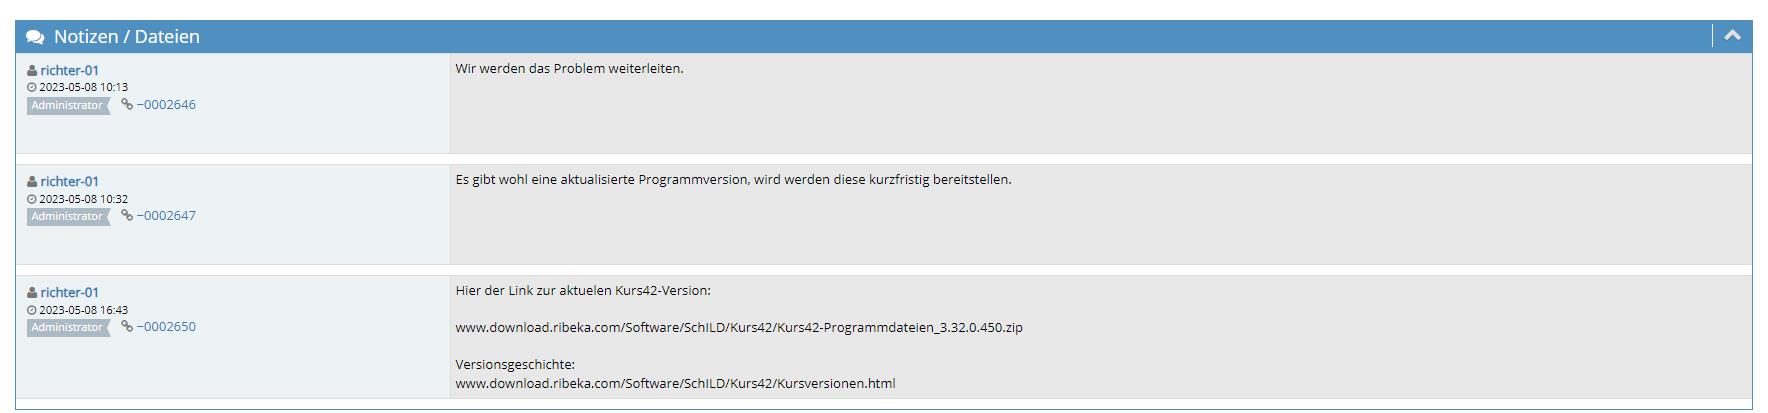 Notizen / Dateien
richter-01
2023-05-08 10:13
Administrator ~0002646
Wir werden das Problem weiterleiten.
richter-01
2023-05-08 10:32
Administrator ~0002647
Es gibt wohl eine aktualisierte Programmversion, wird werden diese kurzfristig bereitstellen.
richter-01
2023-05-08 16:43
Administrator ~0002650
Hier der Link zur aktuelen Kurs42-Version:
www.download.ribeka.com/Software/SchILD/Kurs42/Kurs42-Programmdateien_3.32.0.450.zip
Versionsgeschichte:
www.download.ribeka.com/Software/SchILD/Kurs42/Kursversionen.html